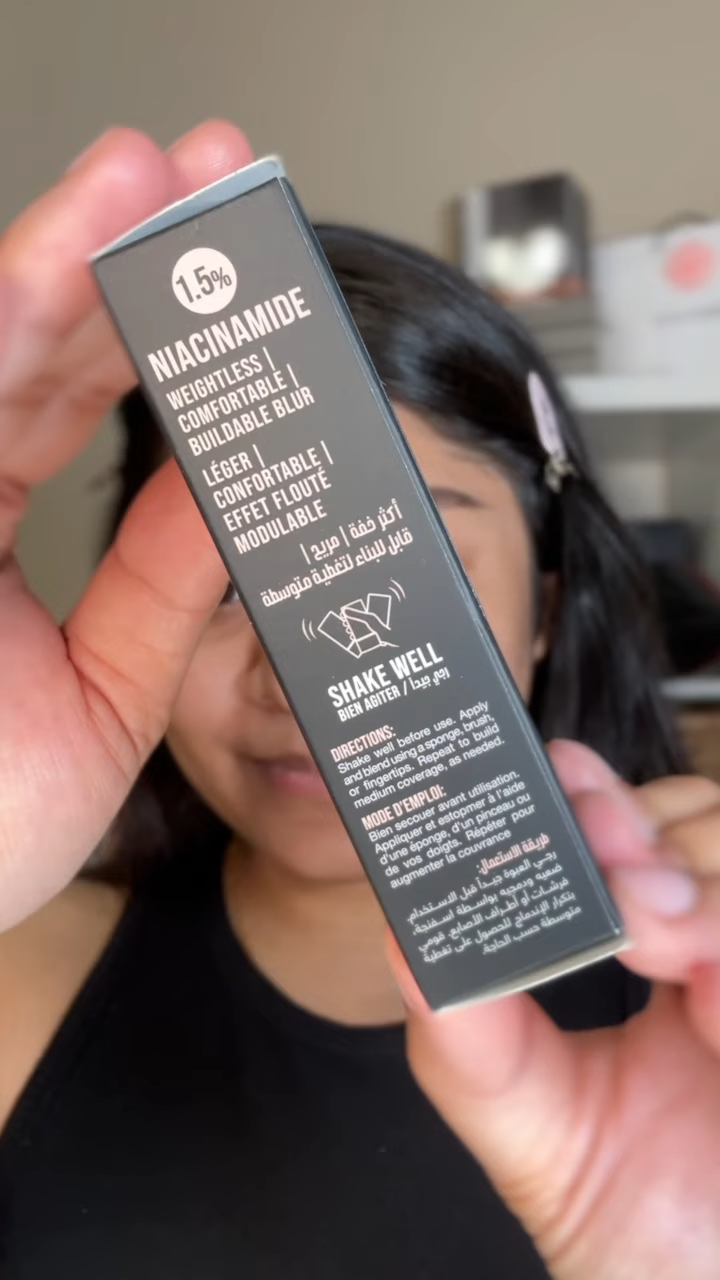 1.5%
NIACINAMIDE
WEIGHTLESS |
COMFORTABLE |
BUILDABLE BLUR
LÉGER |
CONFORTABLE |
EFFET FLOUTÉ
MODULABLE
أكثر خفة | مريح |
قابل للبناء لتغطية متوسطة
SHAKE WELL
BIEN AGITER / رجي جيداً
DIRECTIONS:
Shake well before use. Apply
and blend using a sponge, brush,
or fingertips. Repeat to build
medium coverage, as needed.
MODE D'EMPLOI:
Bien secouer avant utilisation.
Appliquer et estomper à l'aide
d'une éponge, d'un pinceau ou
de vos doigts. Répéter pour
augmenter la couvrance
طريقة الاستعمال:
رجي العبوة جيداً قبل الاستخدام.
ضعيه ودمجيه بواسطة اسفنجة،
فرشات أو أطراف الأصابع. قومي
بتكرار الإندماج للحصول على تغطية
متوسطة حسب الحاجة.